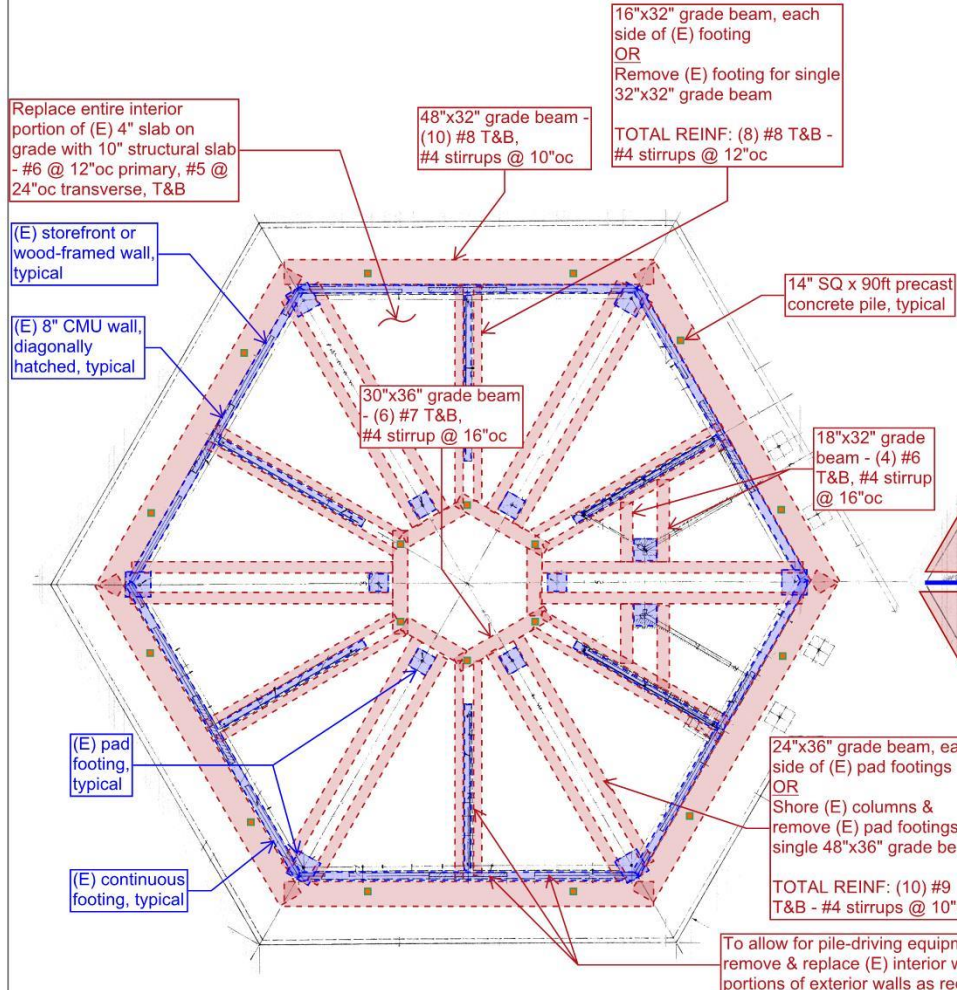 16"x32" grade beam, each
side of (E) footing
OR
Remove (E) footing for single
32"x32" grade beam
TOTAL REINF: (8) #8 T&B -
#4 stirrups @ 12"oc
Replace entire interior
portion of (E) 4" slab on
grade with 10" structural slab
- #6 @ 12"oc primary, #5 @
24"oc transverse, T&B
48"x32" grade beam -
(10) #8 T&B,
#4 stirrups @ 10"oc
(E) storefront or
wood-framed wall,
typical
14" SQ x 90ft precast
concrete pile, typical
(E) 8" CMU wall,
diagonally
hatched, typical
30"x36" grade beam
- (6) #7 T&B,
#4 stirrup @ 16"oc
18"x32" grade
beam - (4) #6
T&B, #4 stirrup
@ 16"oc
(E) pad
footing,
typical
24"x36" grade beam, ea
side of (E) pad footings
OR
Shore (E) columns &
remove (E) pad footings
single 48"x36" grade be
TOTAL REINF: (10) #9
T&B - #4 stirrups @ 10"
(E) continuous
footing, typical
To allow for pile-driving equipm
remove & replace (E) interior w
portions of exterior walls as re